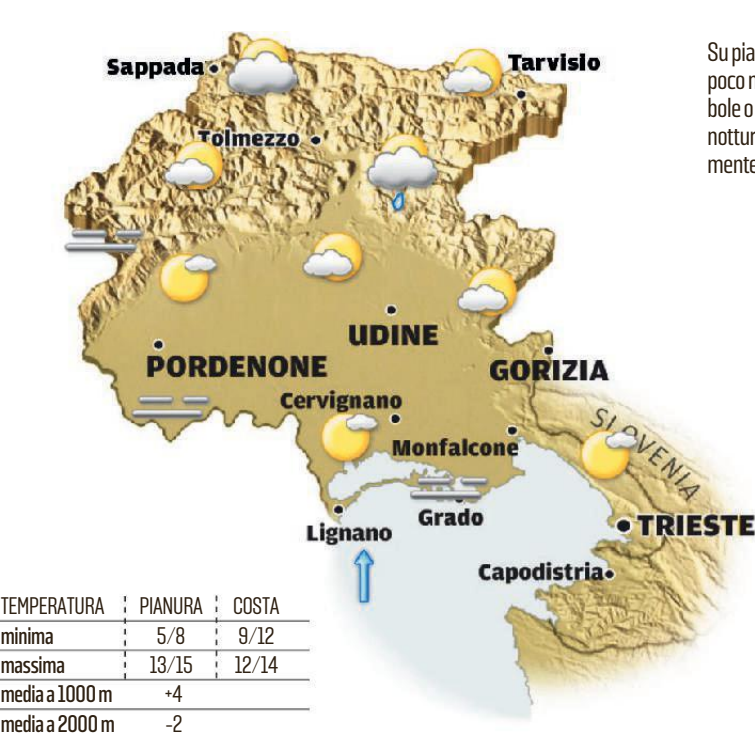 Su pia
poco n
bole o
nottur
mente
Sappada
Tarvisio
Tolmezzo
UDINE
PORDENONE
GORIZIA
Cervignano
Monfalcone
SLOVENIA
Lignano
Grado
TRIESTE
Capodistria
TEMPERATURA PIANURA COSTA
minima 5/8 9/12
massima 13/15 12/14
media a 1000 m +4
media a 2000 m -2